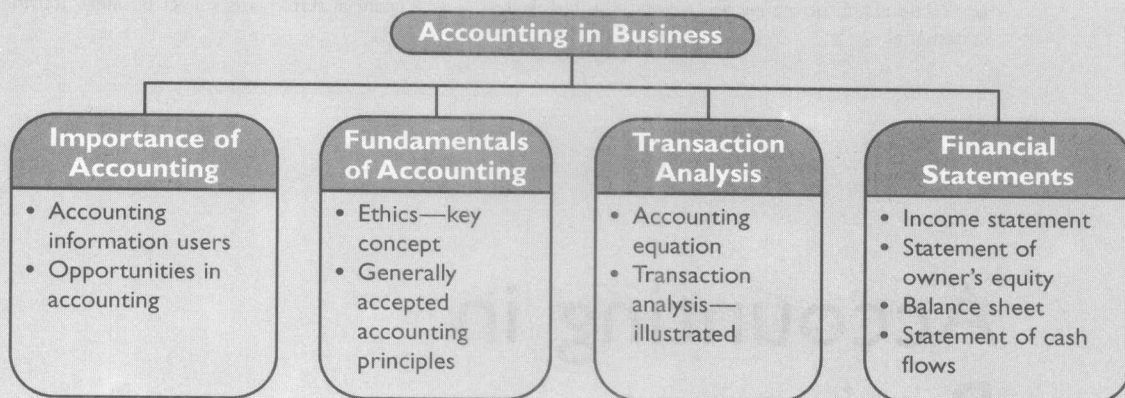 Accounting in Business
Importance of
Accounting
• Accounting
information users
• Opportunities in
accounting
Fundamentals
of Accounting
• Ethics—key
concept
• Generally
accepted
accounting
principles
Transaction
Analysis
• Accounting
equation
• Transaction
analysis—
illustrated
Financial
Statements
• Income statement
• Statement of
owner's equity
• Balance sheet
• Statement of cash
flows